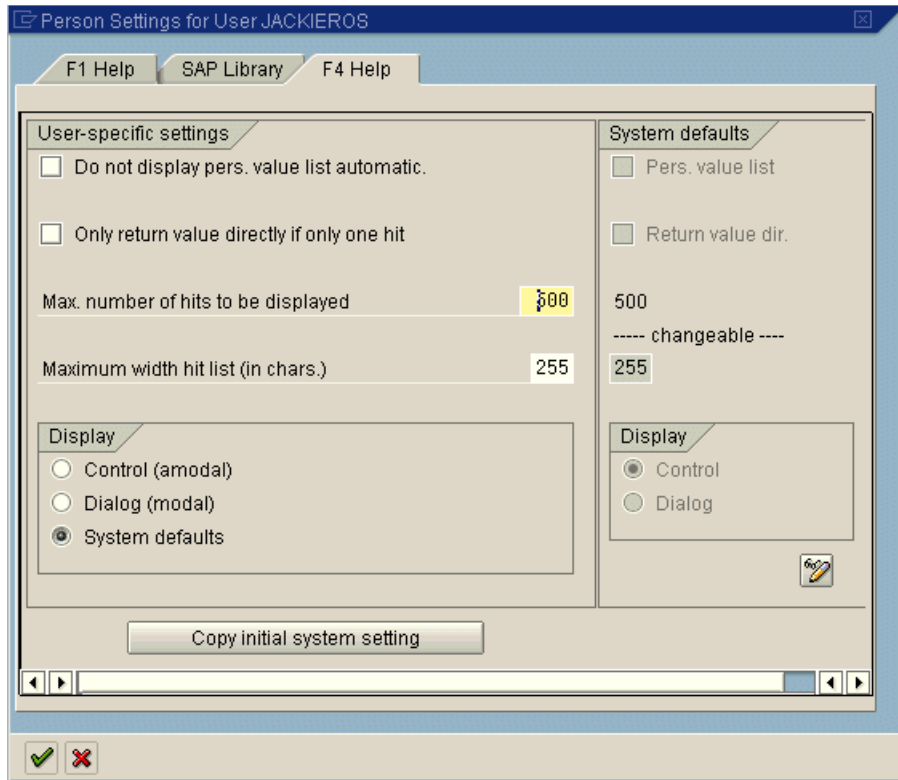 Person Settings for User JACKIEROS
F1 Help SAP Library F4 Help
User-specific settings
Do not display pers. value list automatic.
Only return value directly if only one hit
Max. number of hits to be displayed 500
Maximum width hit list (in chars.) 255
Display
Control (amodal)
Dialog (modal)
System defaults
System defaults
Pers. value list
Return value dir.
500
----- changeable ----
255
Display
Control
Dialog
Copy initial system setting